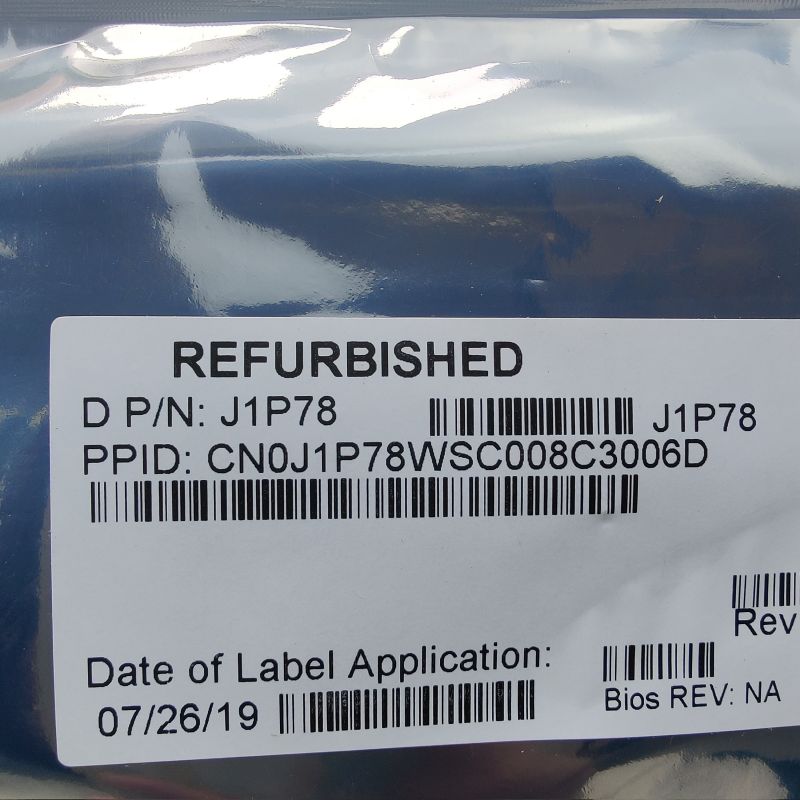 REFURBISHED
D P/N: J1P78 J1P78
PPID: CN0J1P78WSC008C3006D
Rev
Date of Label Application:
07/26/19
Bios REV: NA